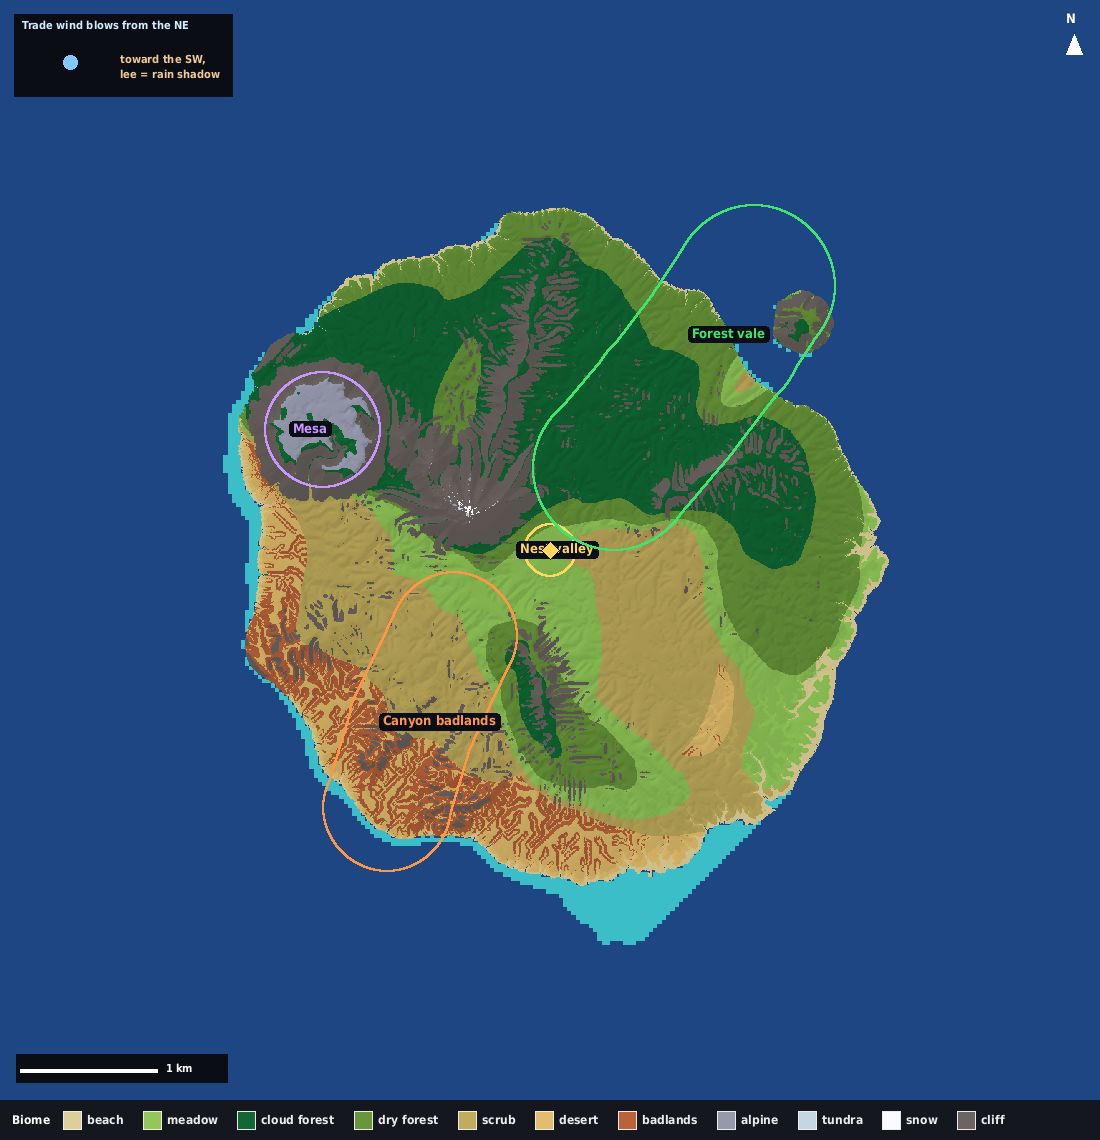 Trade wind blows from the NE
toward the SW,
lee = rain shadow
N
Forest vale
Mesa
Canyon badlands
1 km
Biome beach meadow cloud forest dry forest scrub desert badlands alpine tundra snow cliff